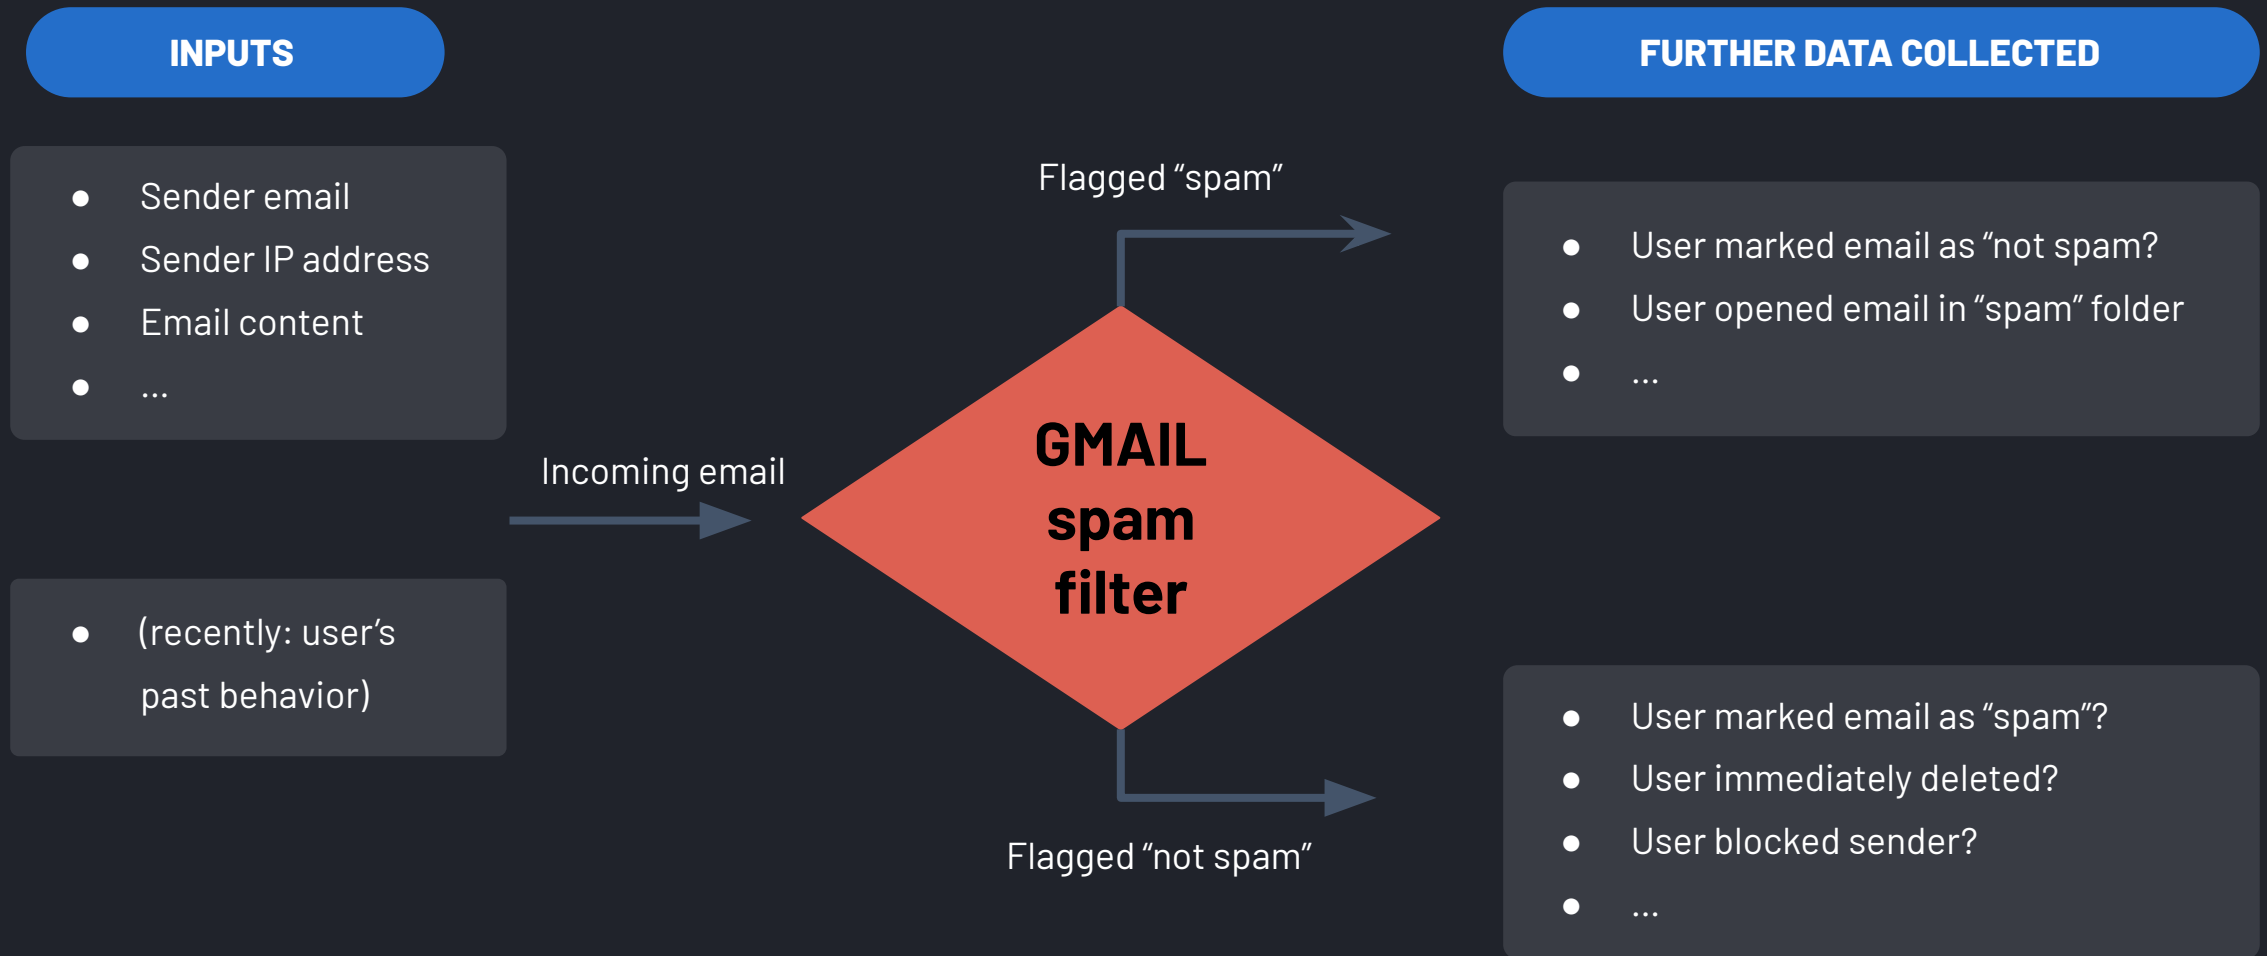 INPUTS
FURTHER DATA COLLECTED
● Sender email
● Sender IP address
● Email content
● ...
● (recently: user's
past behavior)
Incoming email
Flagged “spam”
GMAIL
spam
filter
Flagged “not spam”
● User marked email as “not spam?
● User opened email in “spam” folder
● ...
● User marked email as “spam”?
● User immediately deleted?
● User blocked sender?
● ...